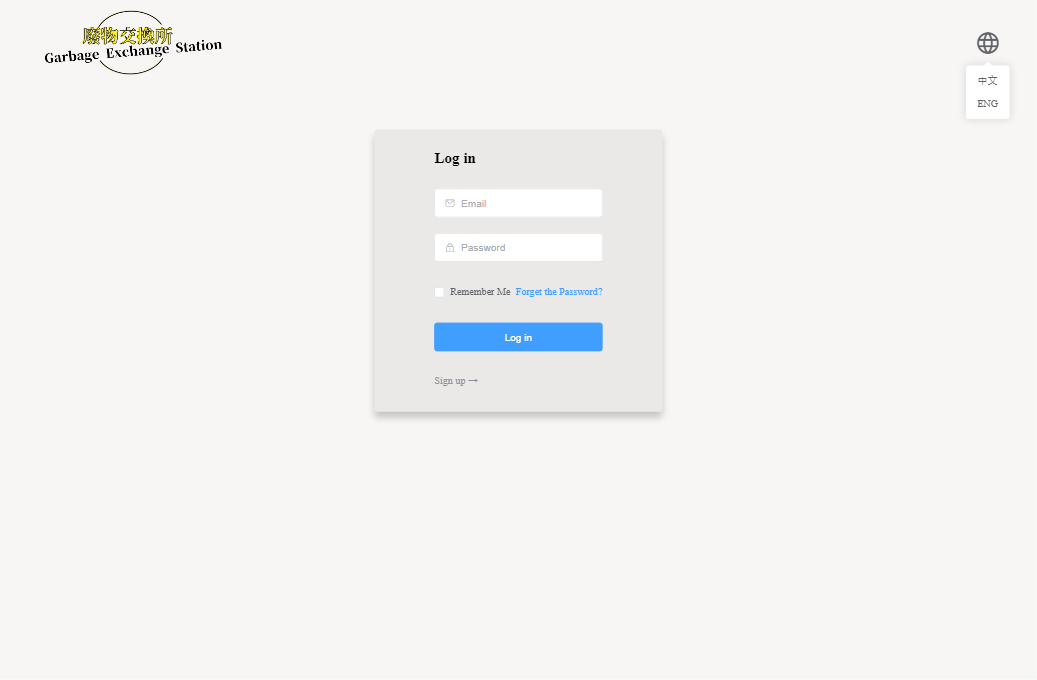 廢物交換所
Garbage Exchange Station
中文
ENG
Log in
Email
Password
Remember Me Forget the Password?
Log in
Sign up →